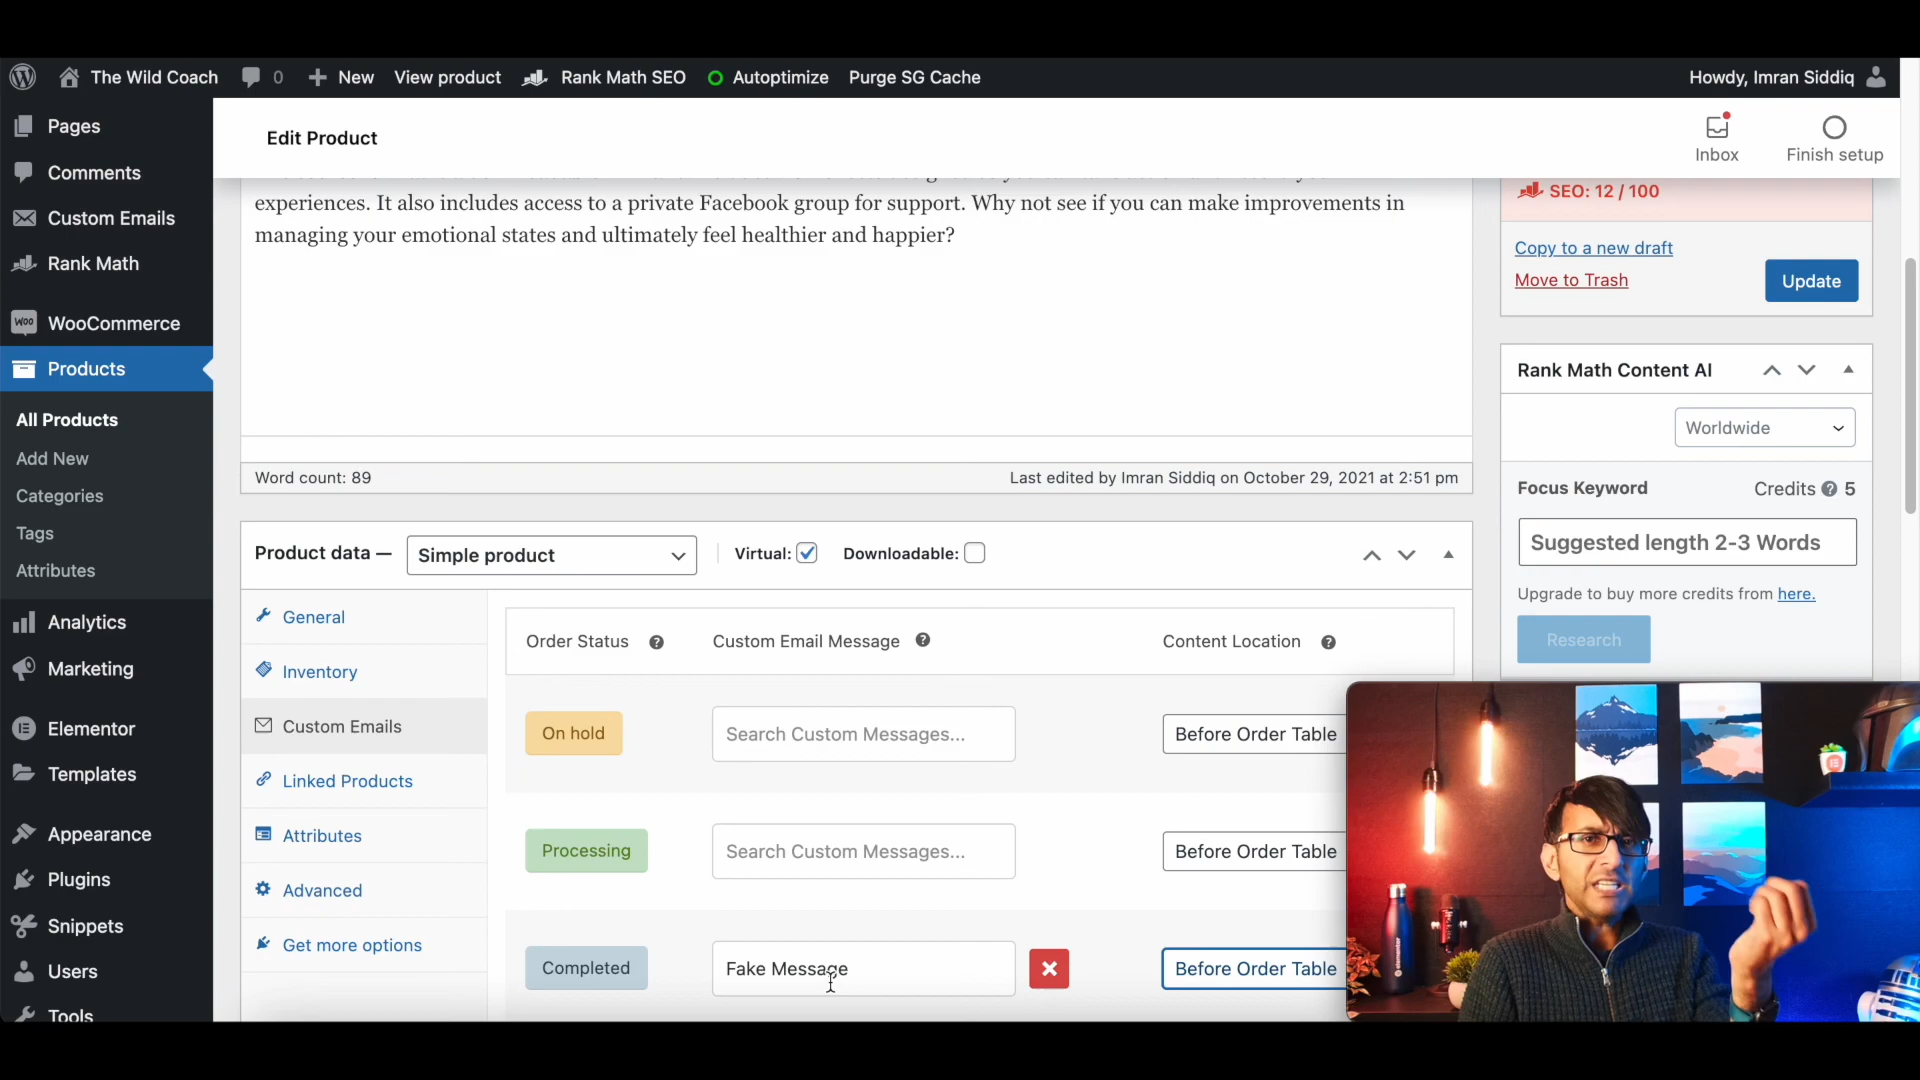 The Wild Coach
0
New
View product
Rank Math SEO
Autoptimize
Purge SG Cache
Howdy, Imran Siddiq
Pages
Comments
Custom Emails
Rank Math
WOO
WooCommerce
Products
All Products
Add New
Categories
Tags
Attributes
Analytics
Marketing
Elementor
Templates
Appearance
Plugins
Snippets
Users
Tools
Edit Product
Inbox
Finish setup
experiences. It also includes access to a private Facebook group for support. Why not see if you can make improvements in
managing your emotional states and ultimately feel healthier and happier?
Word count: 89
Last edited by Imran Siddiq on October 29, 2021 at 2:51 pm
Product data —
Simple product
Virtual:
Downloadable:
General
Inventory
Custom Emails
Linked Products
Attributes
Advanced
Get more options
Order Status
Custom Email Message
Content Location
On hold
Search Custom Messages...
Before Order Table
Processing
Search Custom Messages...
Before Order Table
Completed
Fake Message
Before Order Table
SEO: 12 / 100
Copy to a new draft
Move to Trash
Update
Rank Math Content AI
Worldwide
Focus Keyword
Credits
5
Suggested length 2-3 Words
Upgrade to buy more credits from here.
Research
elementor